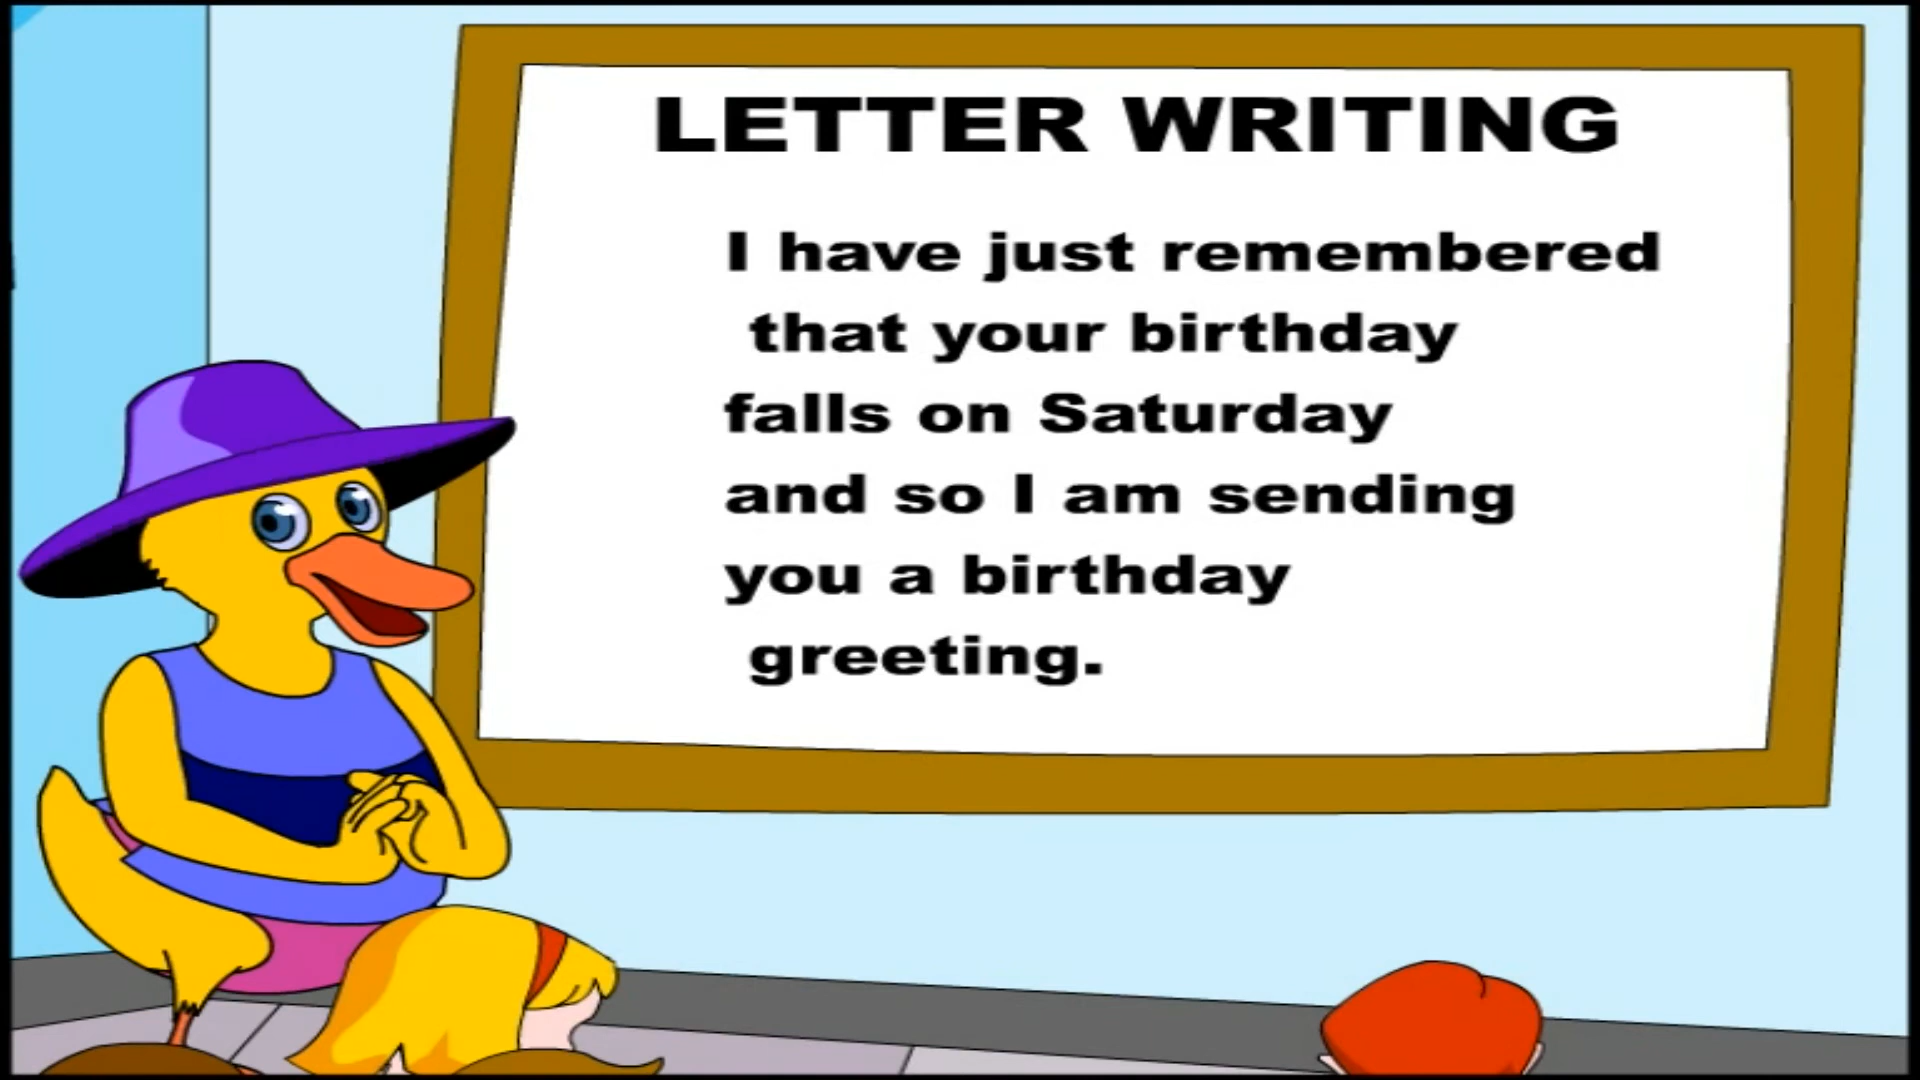 LETTER WRITING
I have just remembered
that your birthday
falls on Saturday
and so I am sending
you a birthday
greeting.